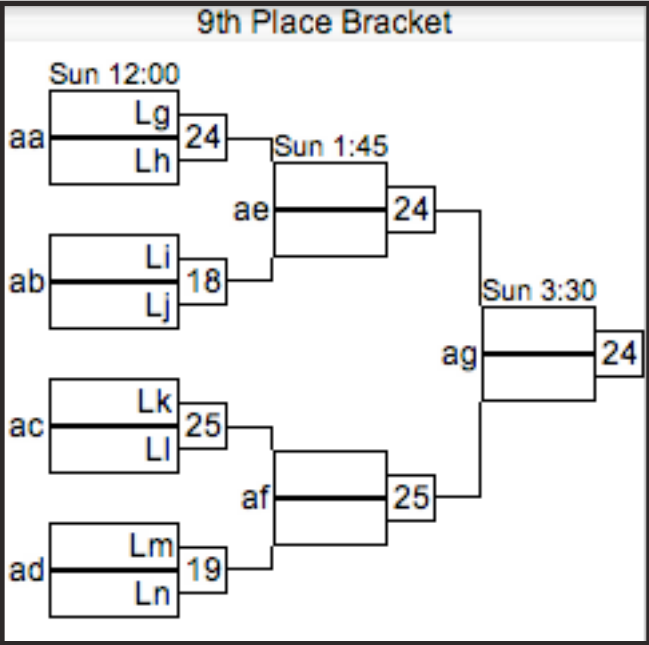 9th Place Bracket
Sun 12:00
aa Lg 24
Lh
Sun 1:45
ae 24
ab Li 18
Lj
Sun 3:30
ag 24
ac Lk 25
Ll
af 25
ad Lm 19
Ln